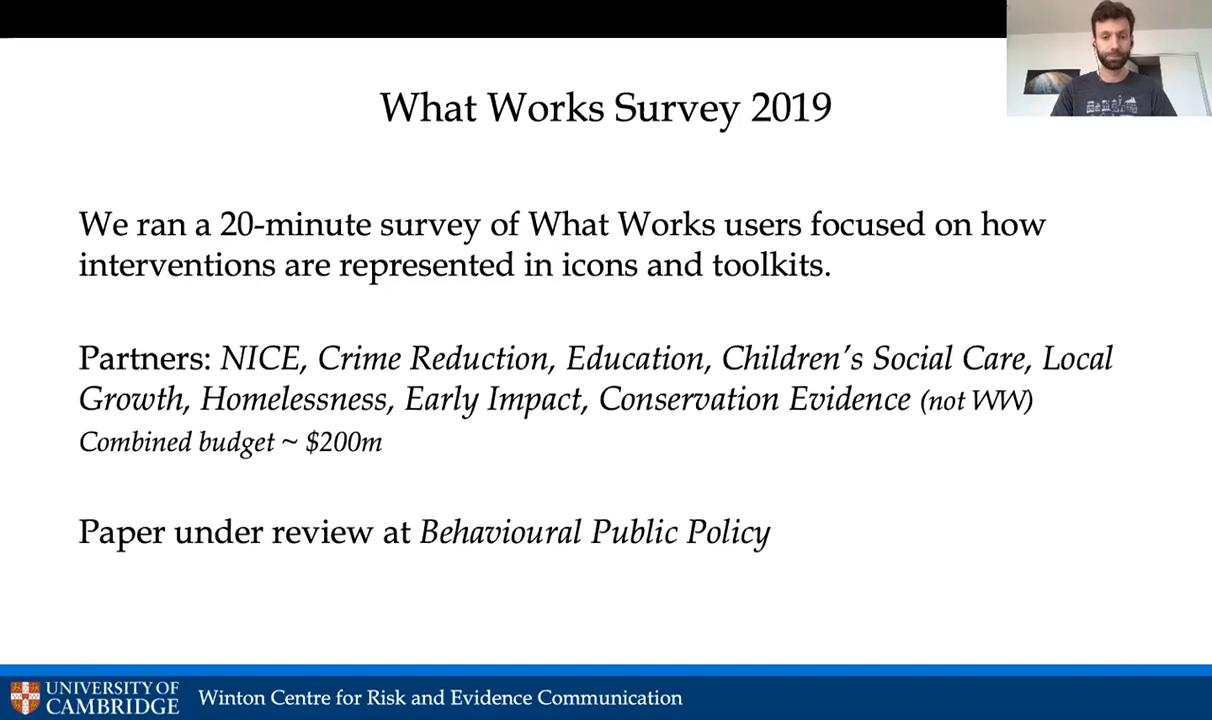 What Works Survey 2019
We ran a 20-minute survey of What Works users focused on how
interventions are represented in icons and toolkits.
Partners: NICE, Crime Reduction, Education, Children’s Social Care, Local
Growth, Homelessness, Early Impact, Conservation Evidence (not WW)
Combined budget ~ $200m
Paper under review at Behavioural Public Policy
UNIVERSITY OF
CAMBRIDGE
Winton Centre for Risk and Evidence Communication